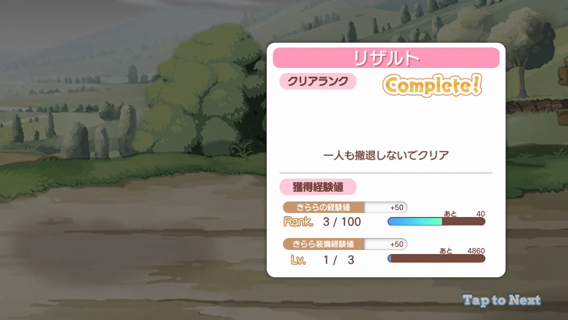 リザルト
クリアランク
Complete!
一人も撤退しないでクリア
獲得経験値
きららの経験値 +50
Rank. 3 / 100 あと 40
きらら装備経験値 +50
Lv. 1 / 3 あと 4860
Tap to Next